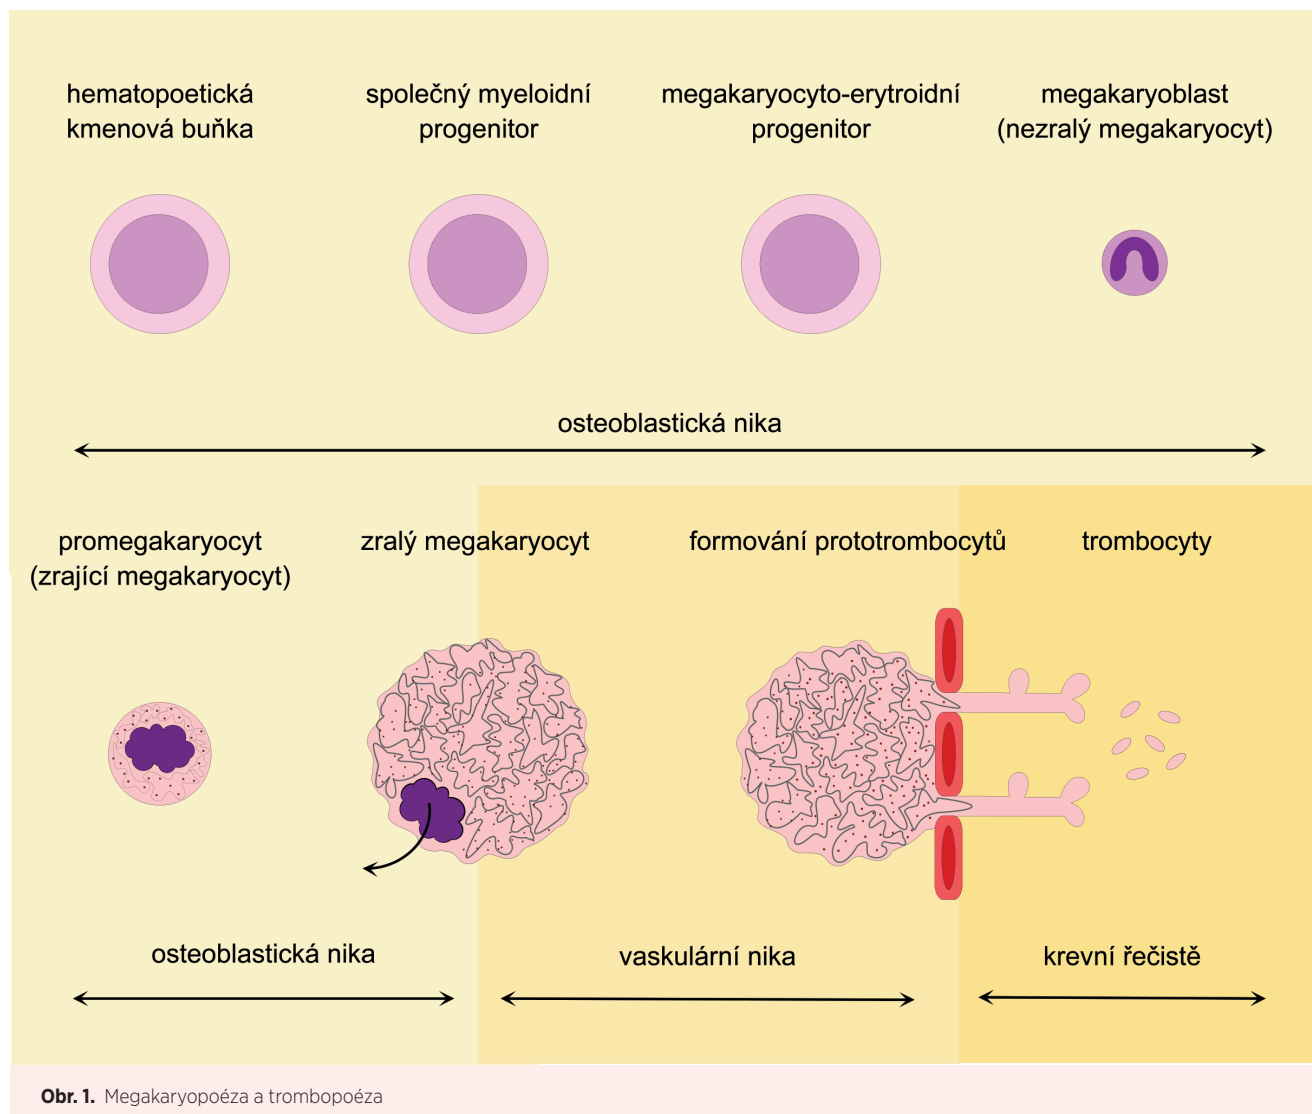 hematopoetická
kmenová buňka
společný myeloidní
progenitor
megakaryocyto-erytroidní
progenitor
megakaryoblast
(nezralý megakaryocyt)
osteoblastická nika
promegakaryocyt
(zrající megakaryocyt)
zralý megakaryocyt
formování prototrombocytů
trombocyty
osteoblastická nika
vaskulární nika
krevní řečistě
Obr. 1. Megakaryopoéza a trombopoéza